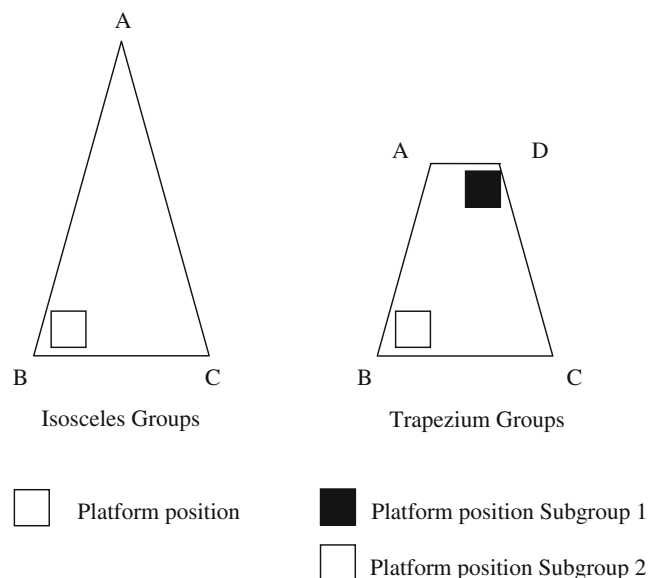 A
A D
B C B C
Isosceles Groups Trapezium Groups
Platform position Platform position Subgroup 1
Platform position Subgroup 2